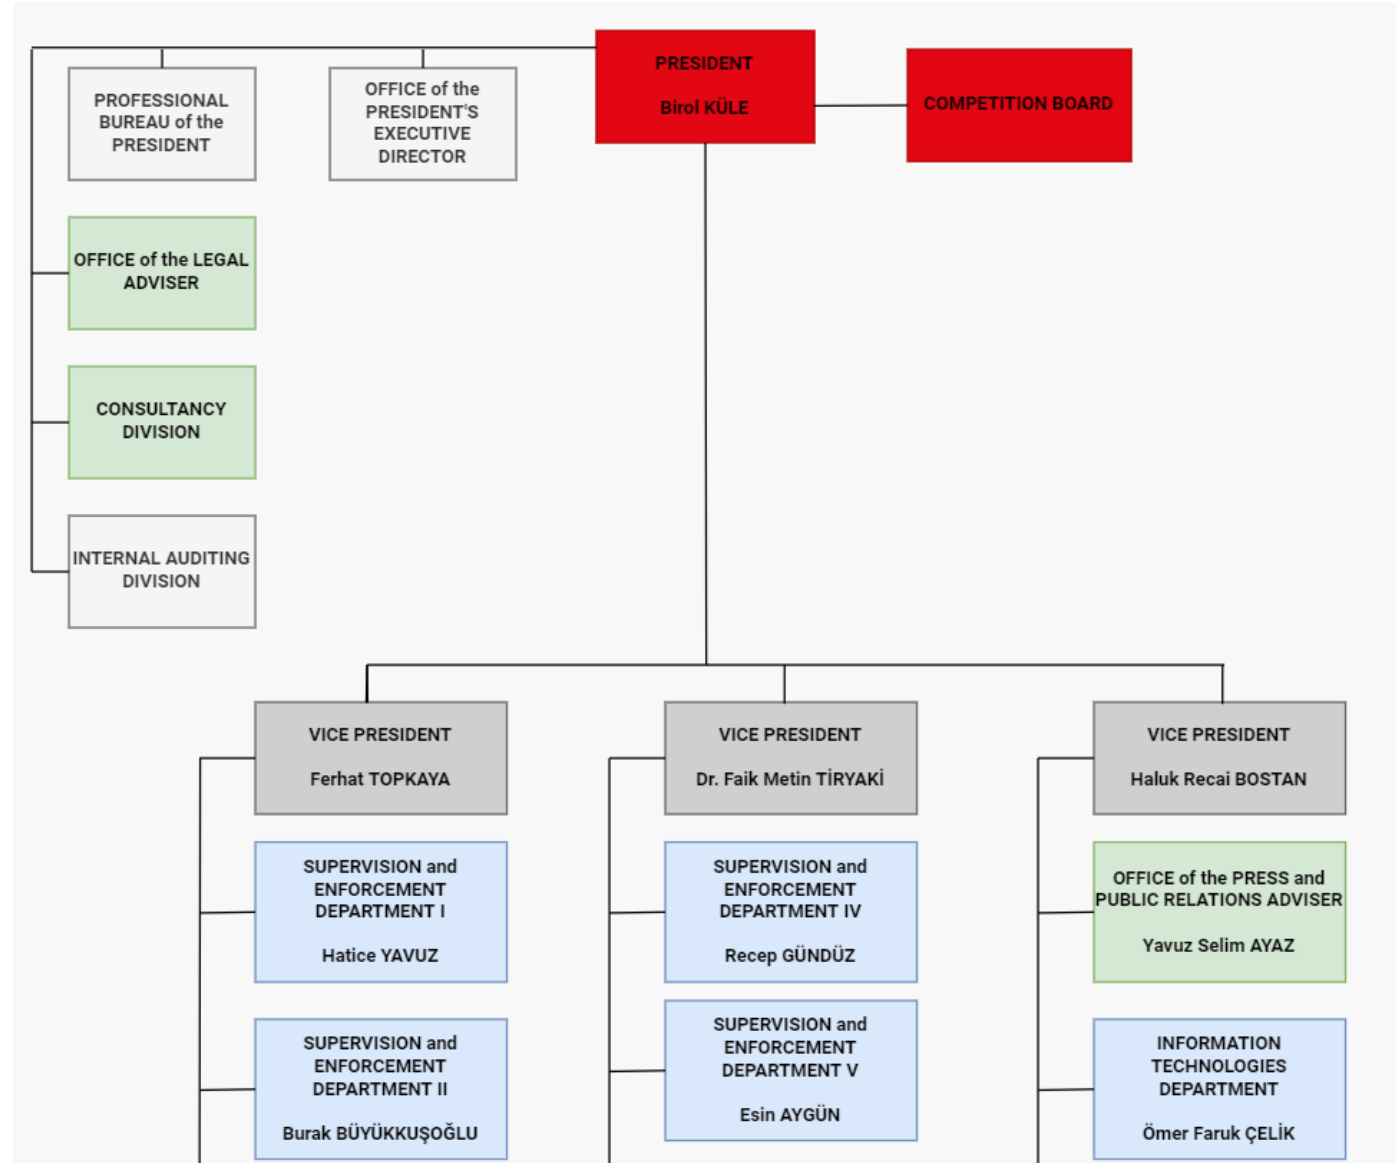 PRESIDENT
Birol KÜLE
COMPETITION BOARD
PROFESSIONAL
BUREAU of the
PRESIDENT
OFFICE of the
PRESIDENT'S
EXECUTIVE
DIRECTOR
OFFICE of the LEGAL
ADVISER
CONSULTANCY
DIVISION
INTERNAL AUDITING
DIVISION
VICE PRESIDENT
Ferhat TOPKAYA
SUPERVISION and
ENFORCEMENT
DEPARTMENT I
Hatice YAVUZ
SUPERVISION and
ENFORCEMENT
DEPARTMENT II
Burak BÜYÜKKUŞOĞLU
VICE PRESIDENT
Dr. Faik Metin TİRYAKİ
SUPERVISION and
ENFORCEMENT
DEPARTMENT IV
Recep GÜNDÜZ
SUPERVISION and
ENFORCEMENT
DEPARTMENT V
Esin AYGÜN
VICE PRESIDENT
Haluk Recai BOSTAN
OFFICE of the PRESS and
PUBLIC RELATIONS ADVISER
Yavuz Selim AYAZ
INFORMATION
TECHNOLOGIES
DEPARTMENT
Ömer Faruk ÇELİK